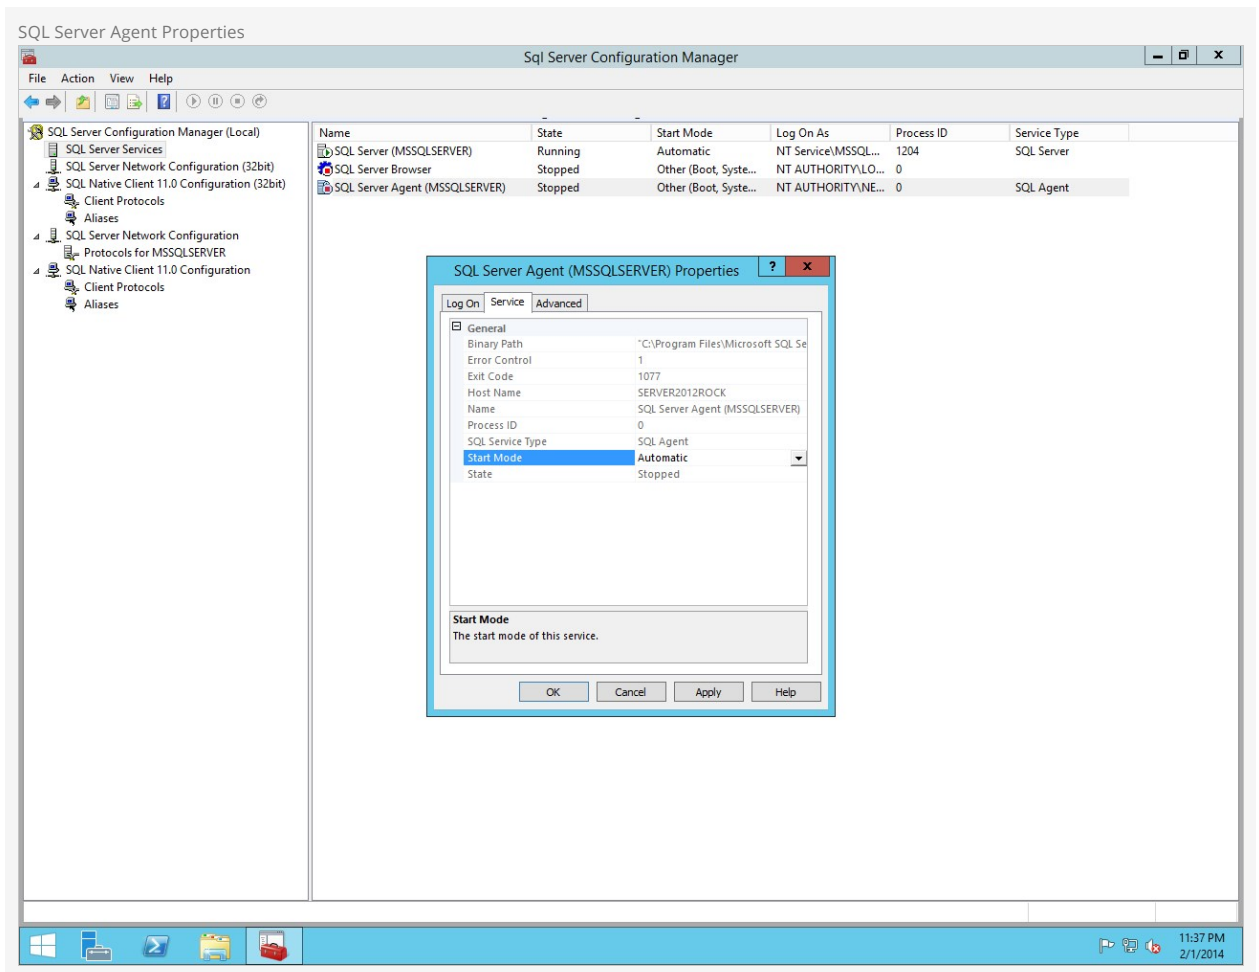 SQL Server Agent Properties
Sql Server Configuration Manager
File Action View Help
SQL Server Configuration Manager (Local)
SQL Server Services
SQL Server Network Configuration (32bit)
SQL Native Client 11.0 Configuration (32bit)
Client Protocols
Aliases
SQL Server Network Configuration
Protocols for MSSQLSERVER
SQL Native Client 11.0 Configuration
Client Protocols
Aliases
Name State Start Mode Log On As Process ID Service Type
SQL Server (MSSQLSERVER) Running Automatic NT Service\MSSQL... 1204 SQL Server
SQL Server Browser Stopped Other (Boot, Syste... NT AUTHORITY\LO... 0
SQL Server Agent (MSSQLSERVER) Stopped Other (Boot, Syste... NT AUTHORITY\NE... 0 SQL Agent
SQL Server Agent (MSSQLSERVER) Properties ? x
Log On Service Advanced
General
Binary Path "C:\Program Files\Microsoft SQL Se
Error Control 1
Exit Code 1077
Host Name SERVER2012ROCK
Name SQL Server Agent (MSSQLSERVER)
Process ID 0
SQL Service Type SQL Agent
Start Mode Automatic
State Stopped
Start Mode
The start mode of this service.
OK Cancel Apply Help
11:37 PM
2/1/2014